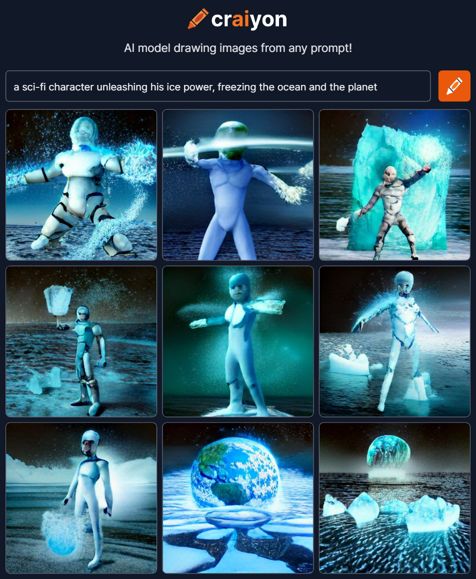 craiyon
AI model drawing images from any prompt!
a sci-fi character unleashing his ice power, freezing the ocean and the planet